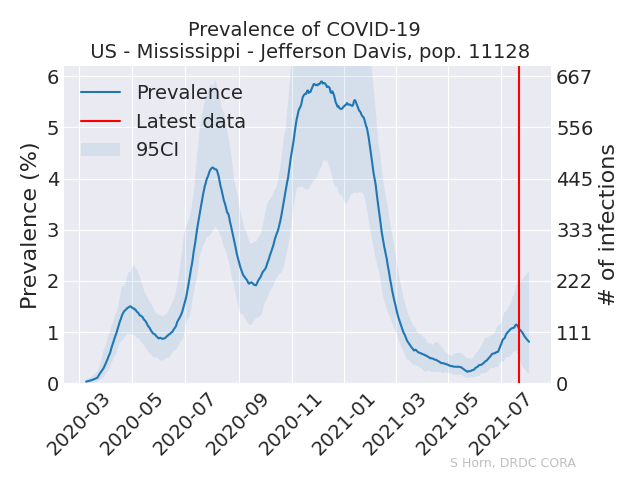 Prevalence of COVID-19
US - Mississippi - Jefferson Davis, pop. 11128
Prevalence
Latest data
95CI
Prevalence (%)
6
5
4
3
2
1
0
667
556
445
333
222
111
0
# of infections
2020-03
2020-05
2020-07
2020-09
2020-11
2021-01
2021-03
2021-05
2021-07
S Horn, DRDC CORA